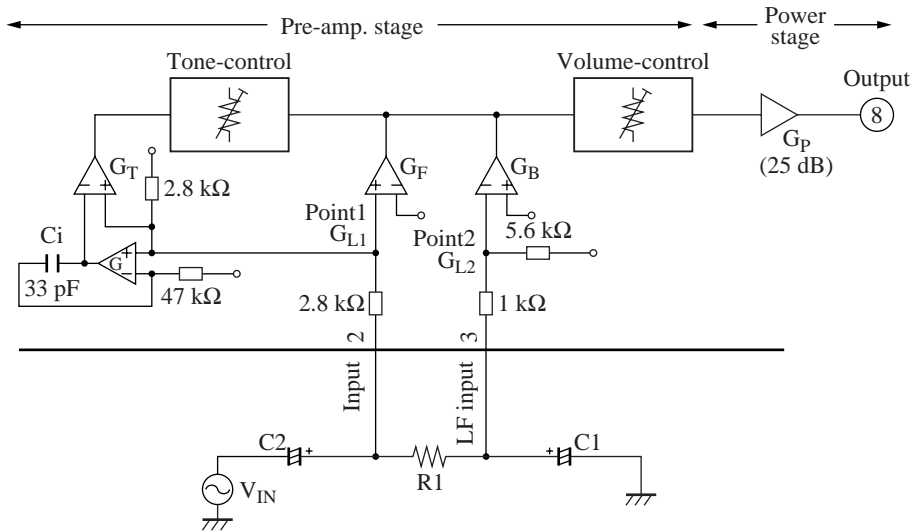 Pre-amp. stage
Power
stage
Tone-control
Volume-control
Output
8
G_T
2.8 kΩ
G_F
G_B
G_P
(25 dB)
Point1
G_L1
Point2
G_L2
5.6 kΩ
Ci
G
33 pF
47 kΩ
2.8 kΩ
1 kΩ
2
3
Input
LF input
C2
+
+
C1
R1
V_IN